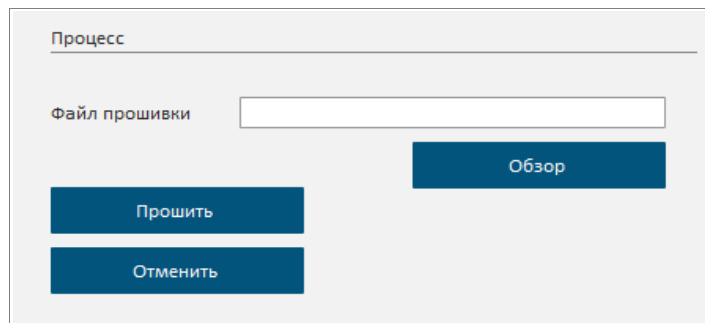 Процесс
Файл прошивки
Обзор
Прошить
Отменить